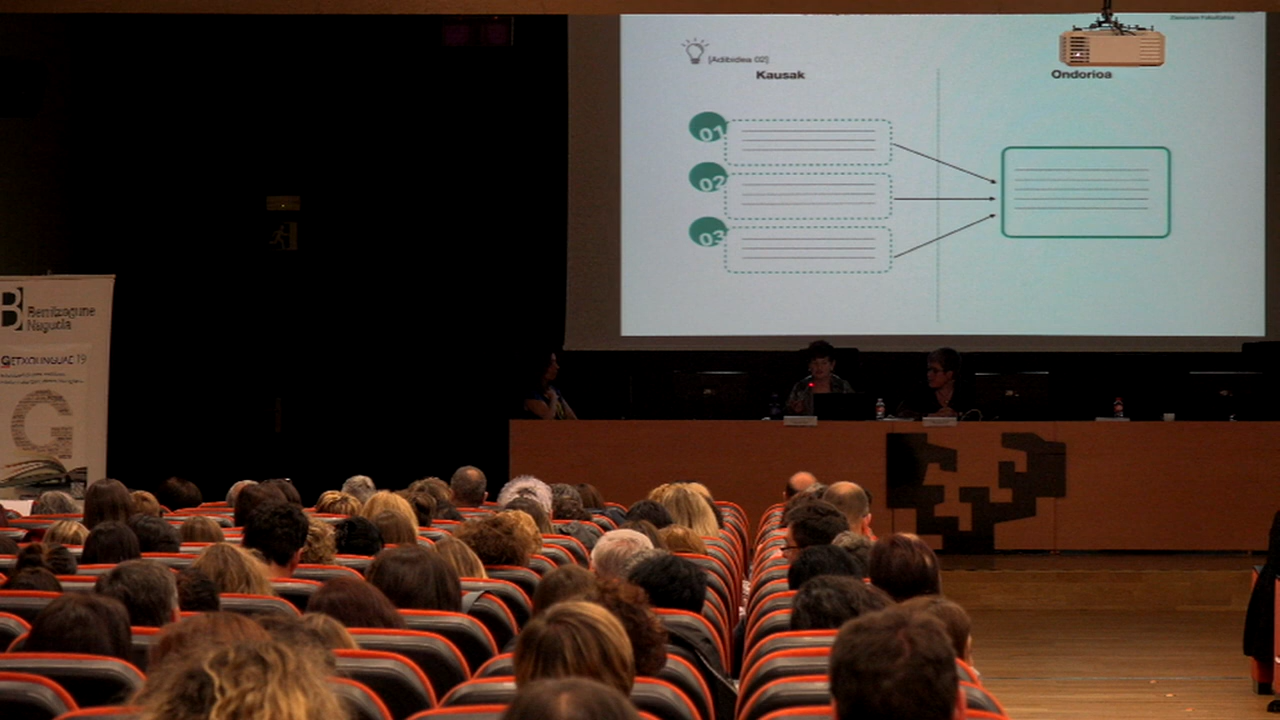 [Adibidea 02]
Kausak
Ondorioa
01
02
03
B Berritzegune
Nagusia
GETXOLINGUAE 19
G